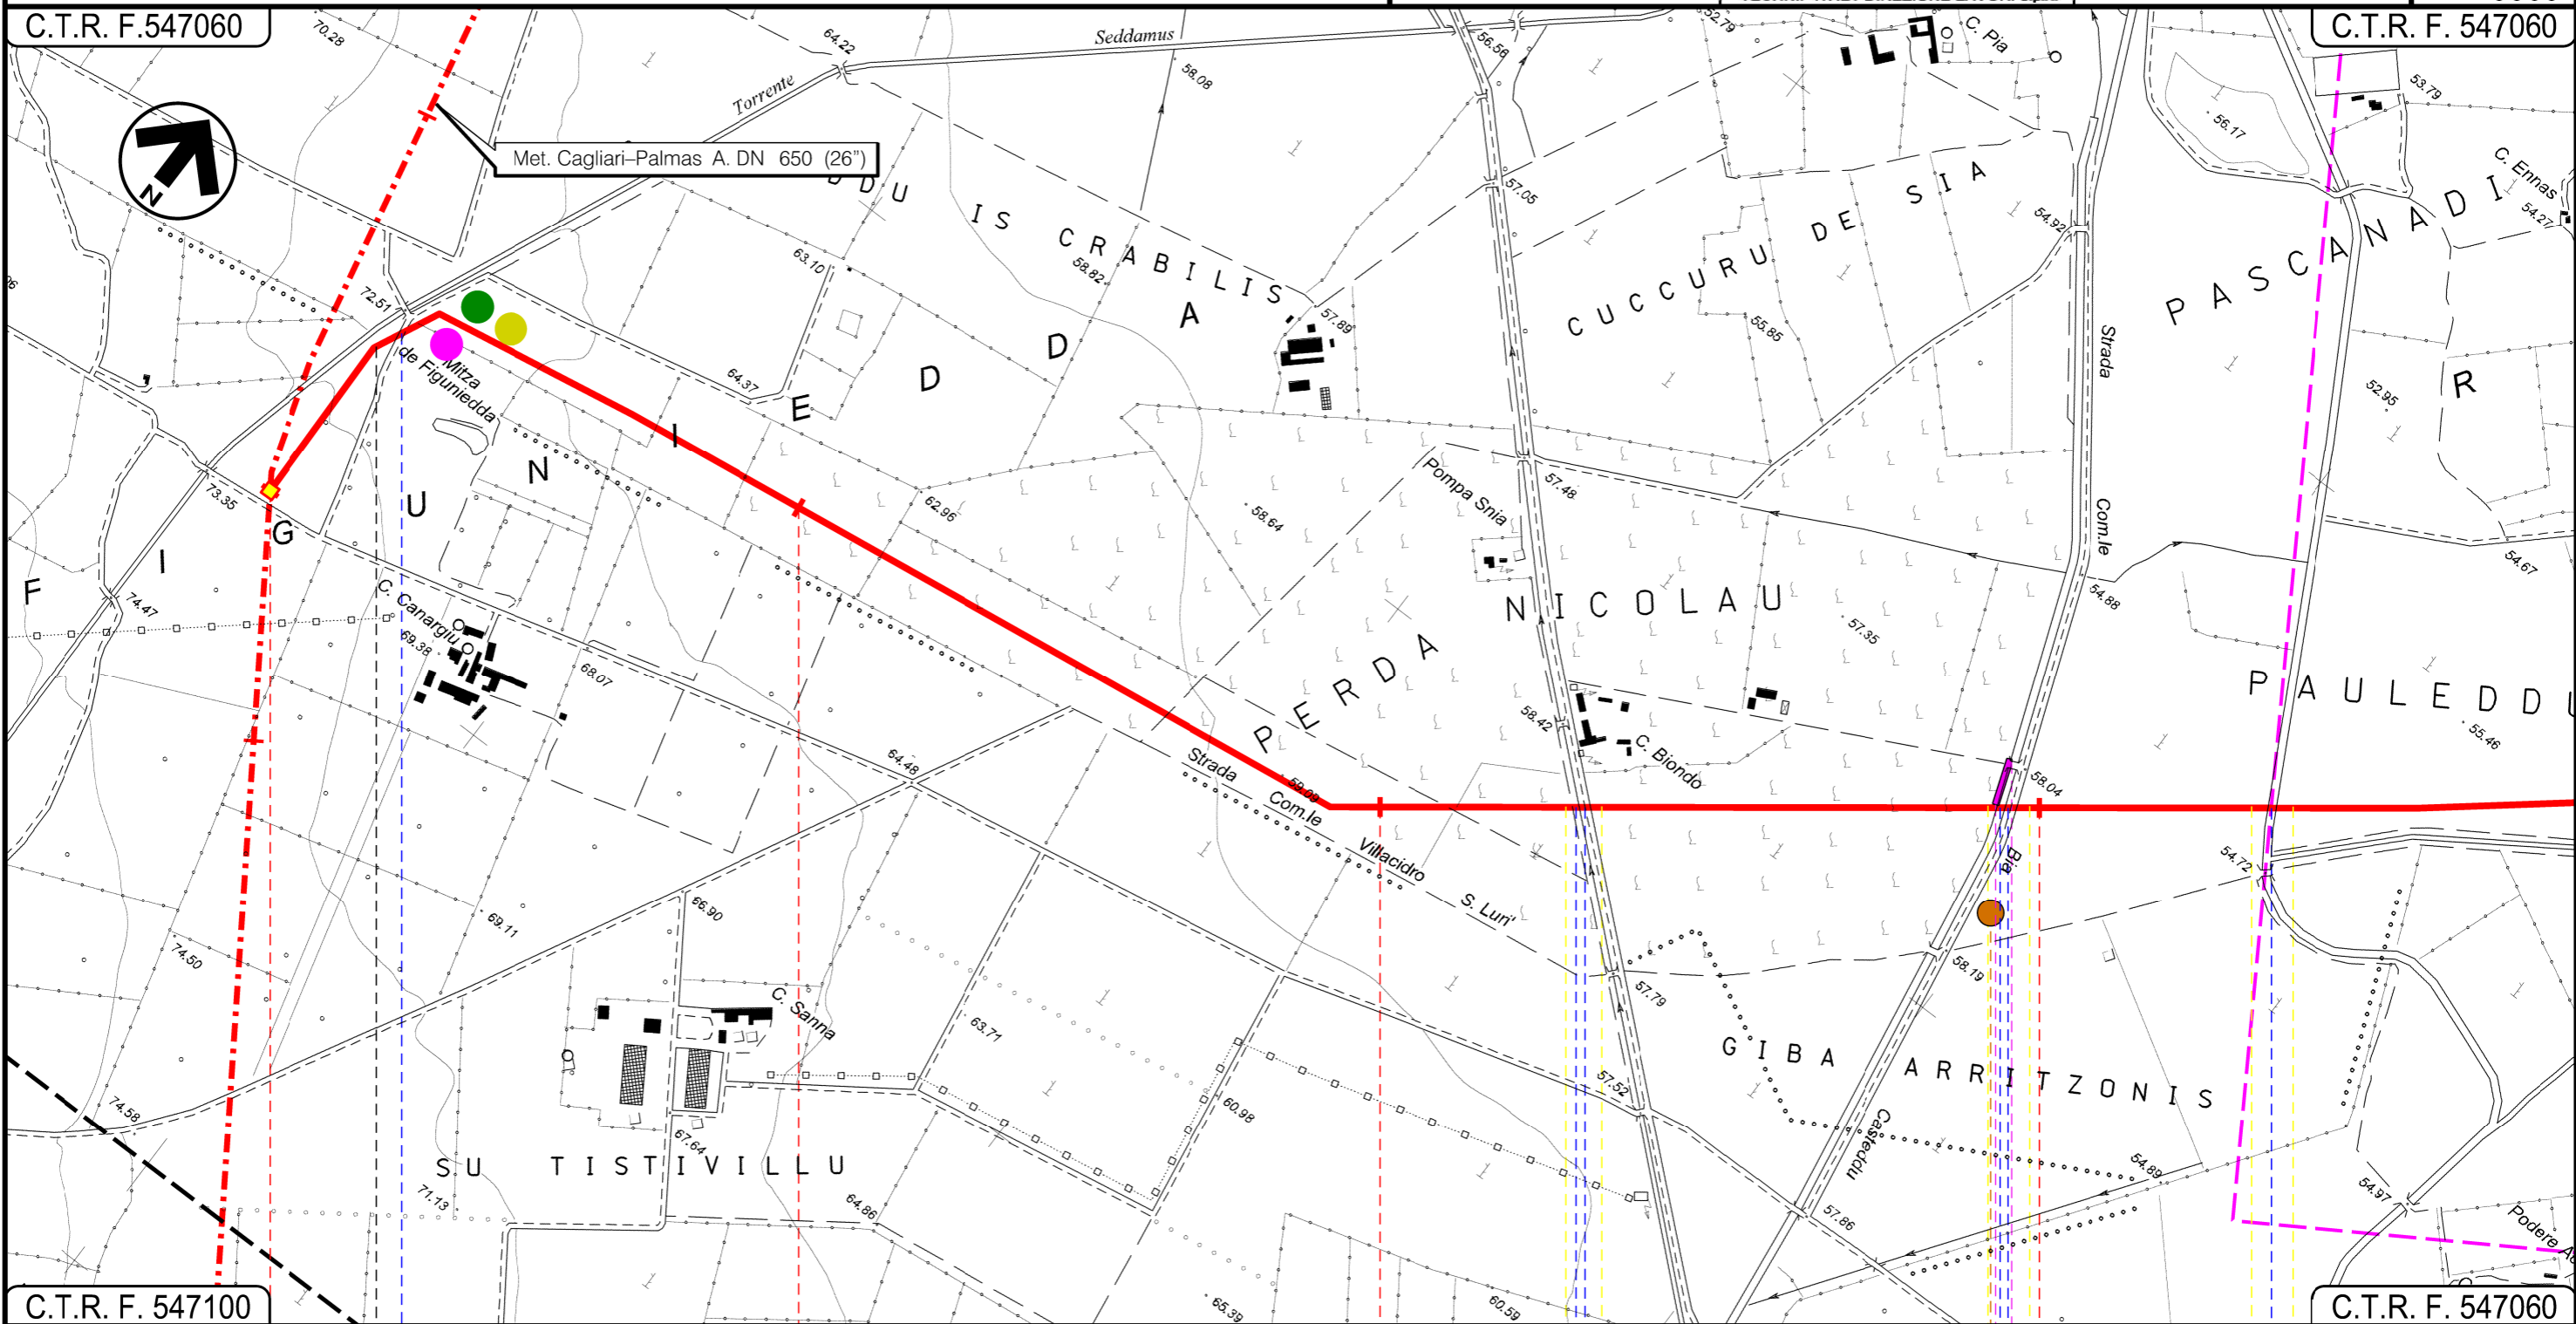 C.T.R. F.547060
C.T.R. F. 547060
70.28
64.22
Seddamus
Torrente
58.08
56.56
52.79
C. Pia
53.79
56.17
C. Ennas
54.27
N
Met. Cagliari–Palmas A. DN 650 (26")
D D U
IS CRABILIS
57.05
CUCCURU DE SIA
54.92
PASCANADI
63.10
58.82
72.51
57.89
55.85
Strada
Com.le
Mitza
de Figuniedda
64.37
52.95
R
F I G U N I E D D A
73.35
62.96
58.64
Pompa Snia
57.48
54.67
74.47
C. Canargiu
69.38
68.07
PERDA NICOLAU
57.35
54.88
PAULEDDU
55.46
58.42
C. Biondo
58.04
64.48
59.09
Strada
Com.le
Villacidro
S. Luri"
Bia
54.72
69.11
66.90
74.50
58.19
57.79
C. Sanna
63.71
GIBA ARRITZONIS
57.52
60.98
Casteddu
74.58
67.64
SU TISTIVILLU
54.89
71.13
64.86
57.86
54.97
Podere
65.39
60.59
C.T.R. F. 547100
C.T.R. F. 547060